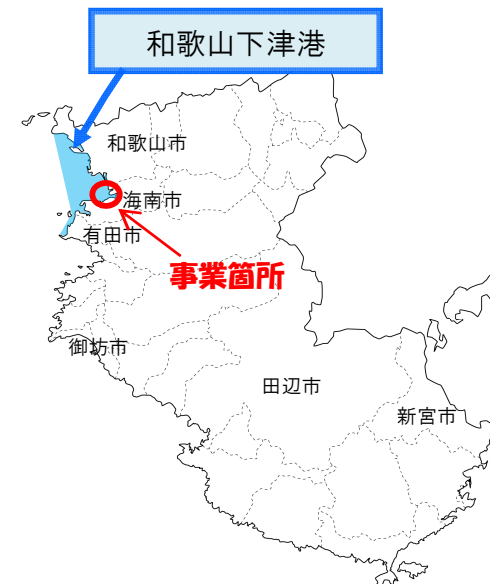 和歌山下津港
和歌山市
海南市
有田市
事業箇所
御坊市
田辺市
新宮市